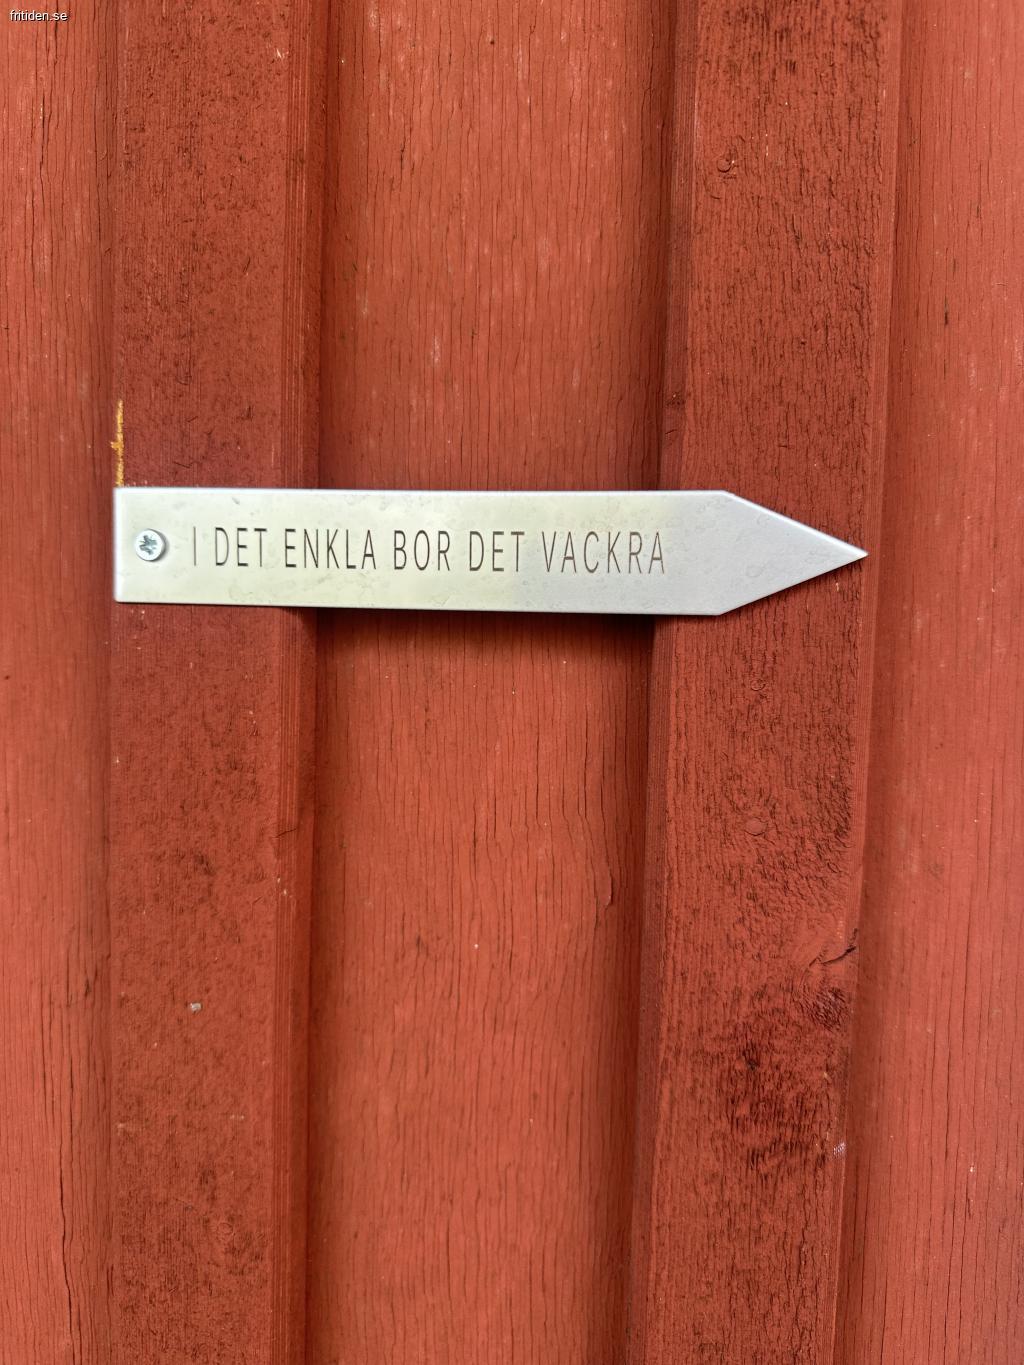 fritiden.se
I DET ENKLA BOR DET VACKRA